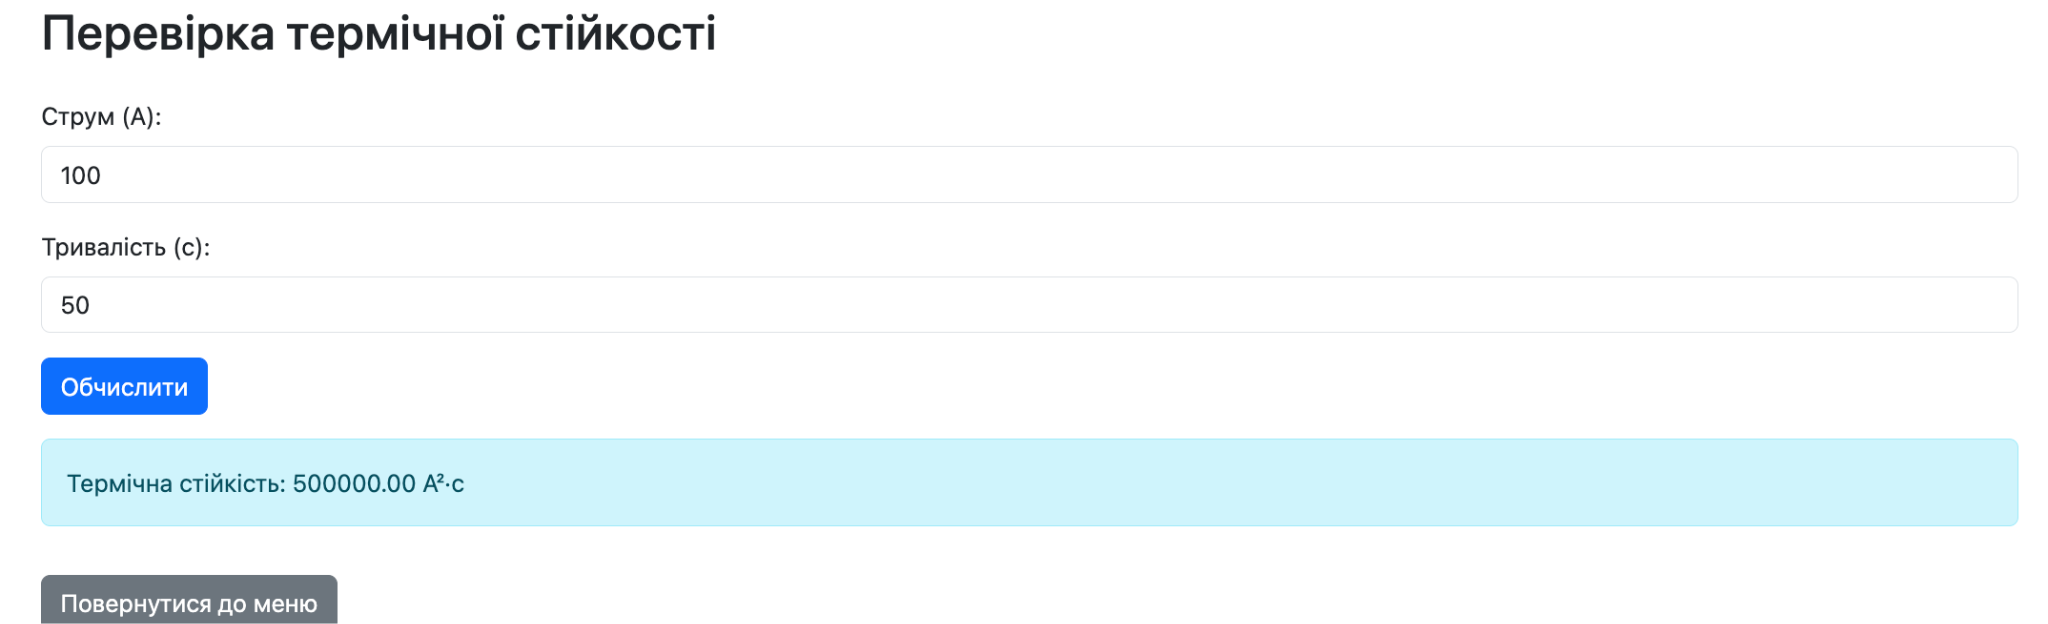 Перевірка термічної стійкості
Струм (А):
100
Тривалість (с):
50
Обчислити
Термічна стійкість: 500000.00 А²·с
Повернутися до меню